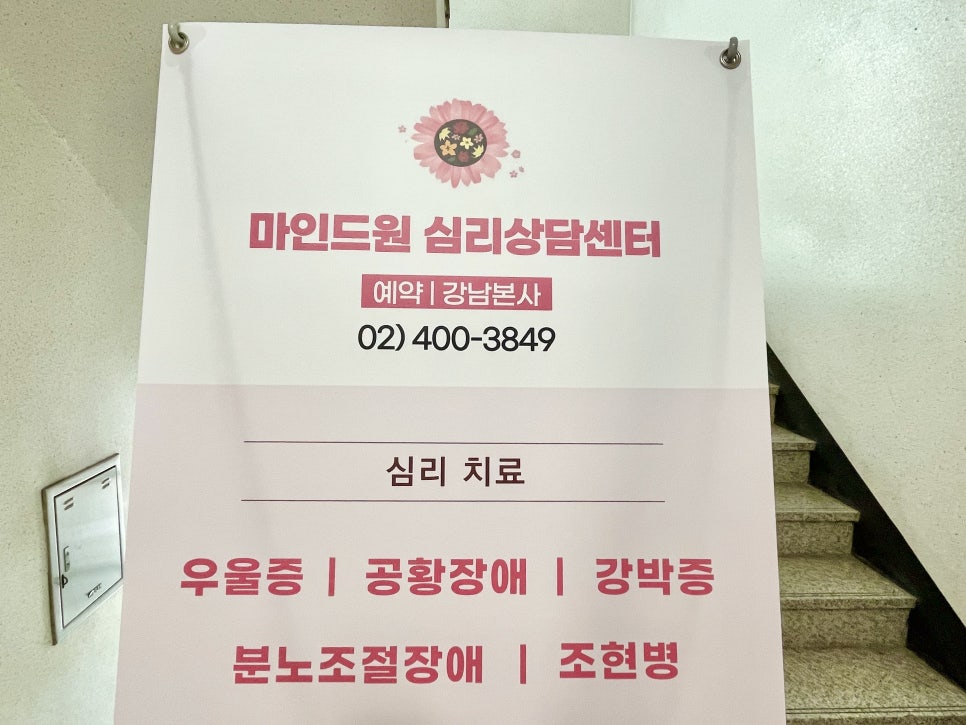 마인드원 심리상담센터
예약 | 강남본사
02) 400-3849
심리 치료
우울증 | 공황장애 | 강박증
분노조절장애 | 조현병